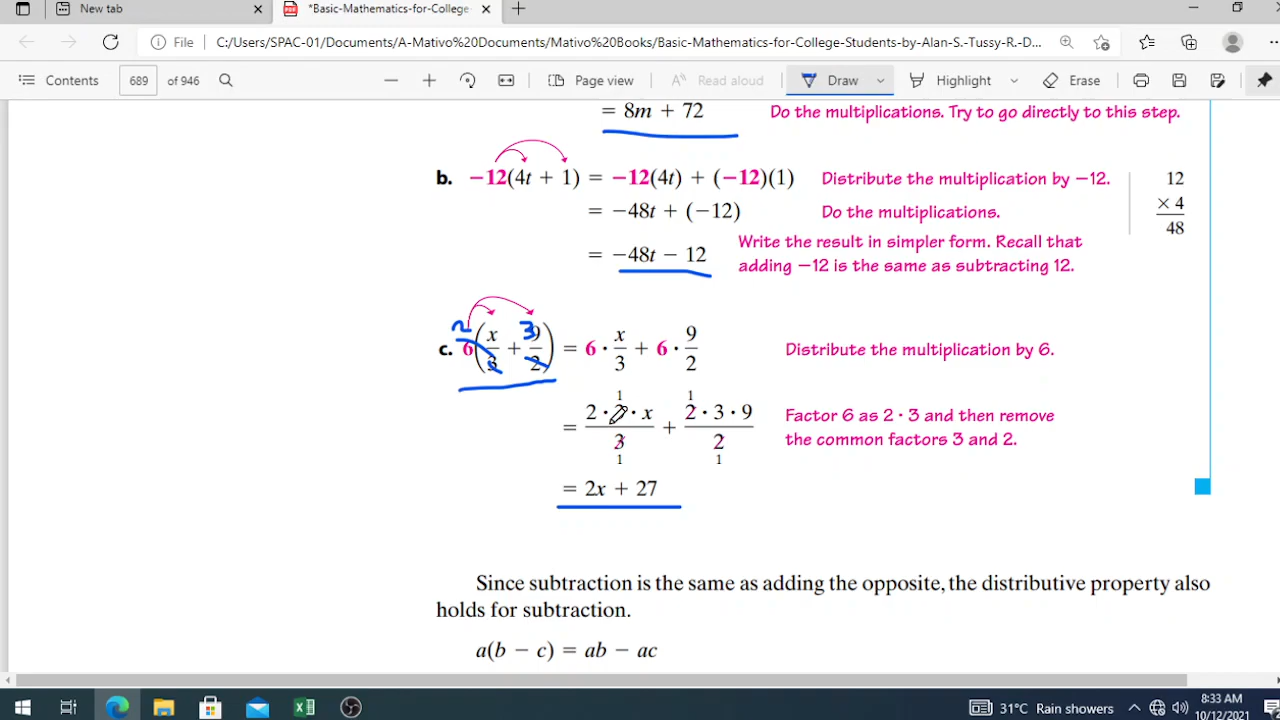 New tab
*Basic-Mathematics-for-College-
File C:/Users/SPAC-01/Documents/A-Mativo%20Documents/Mativo%20Books/Basic-Mathematics-for-College-Students-by-Alan-S.-Tussy-R.-D...
Contents 689 of 946 Page view Read aloud Draw Highlight Erase
= 8m + 72 Do the multiplications. Try to go directly to this step.
b. −12(4t + 1) = −12(4t) + (−12)(1) Distribute the multiplication by −12. 12
= −48t + (−12) Do the multiplications. × 4
48
= −48t − 12 Write the result in simpler form. Recall that
adding −12 is the same as subtracting 12.
2 3
c. 6(x/3 + 9/2) = 6 · x/3 + 6 · 9/2 Distribute the multiplication by 6.
1 1
= 2 · 3 · x/3 + 2 · 3 · 9/2 Factor 6 as 2 · 3 and then remove
the common factors 3 and 2.
1 1
= 2x + 27
Since subtraction is the same as adding the opposite, the distributive property also
holds for subtraction.
a(b − c) = ab − ac
31°C Rain showers 8:33 AM
10/12/2021